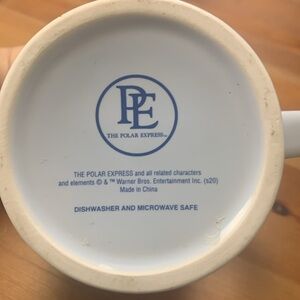 PE
THE POLAR EXPRESS™
THE POLAR EXPRESS and all related characters
and elements © & ™ Warner Bros. Entertainment Inc. (s20)
Made in China
DISHWASHER AND MICROWAVE SAFE